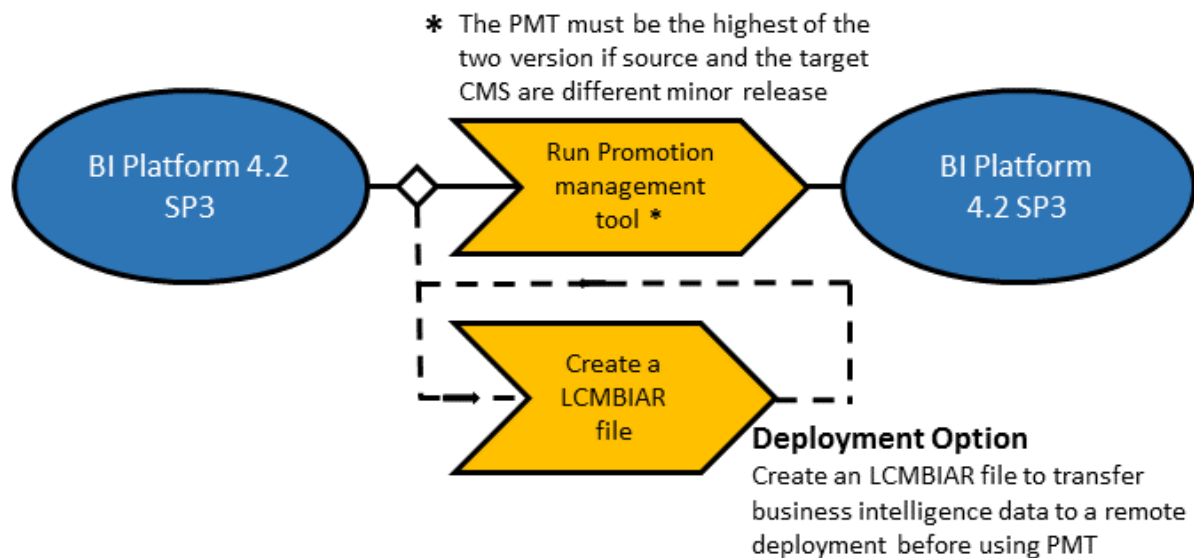 * The PMT must be the highest of the
two version if source and the target
CMS are different minor release
BI Platform 4.2
SP3
Run Promotion
management
tool *
BI Platform
4.2 SP3
Create a
LCMBIAR
file
Deployment Option
Create an LCMBIAR file to transfer
business intelligence data to a remote
deployment before using PMT